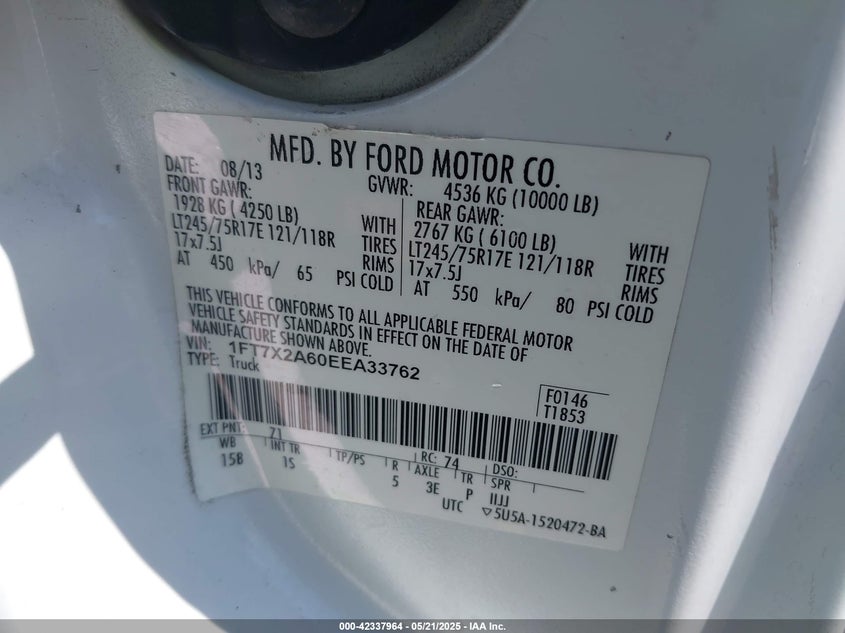 MFD. BY FORD MOTOR CO.
DATE: 08/13 GVWR: 4536 KG (10000 LB)
FRONT GAWR: REAR GAWR:
1928 KG ( 4250 LB) WITH 2767 KG ( 6100 LB) WITH
LT245/75R17E 121/118R TIRES LT245/75R17E 121/118R TIRES
17x7.5J RIMS 17x7.5J RIMS
AT 450 kPa/ 65 PSI COLD AT 550 kPa/ 80 PSI COLD
THIS VEHICLE CONFORMS TO ALL APPLICABLE FEDERAL MOTOR
VEHICLE SAFETY STANDARDS IN EFFECT ON THE DATE OF
MANUFACTURE SHOWN ABOVE.
VIN: 1FT7X2A60EEA33762
TYPE: Truck
F0146
T1853
EXT PNT: 71 RC: 74 DSO:
WB INT TR TP/PS R AXLE TR SPR
15B IS 5 3E P IIJJ
UTC ▽5U5A-1520472-BA
000-42337964 - 05/21/2025 - IAA Inc.